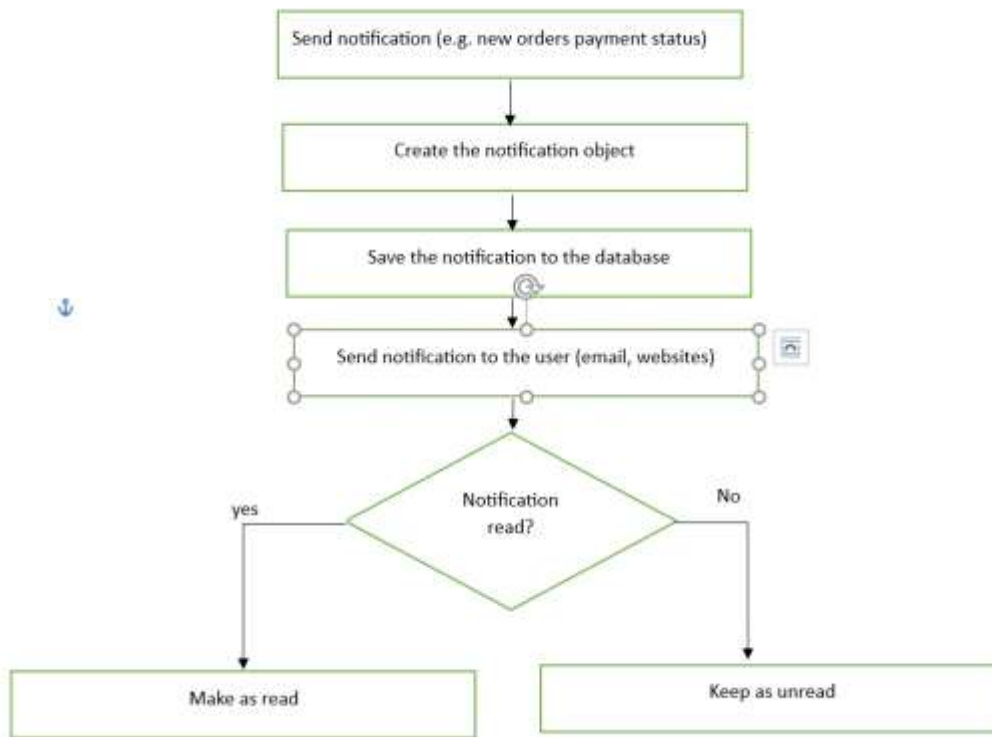 Send notification (e.g. new orders payment status)
Create the notification object
Save the notification to the database
Send notification to the user (email, websites)
Notification
read?
yes
No
Make as read
Keep as unread